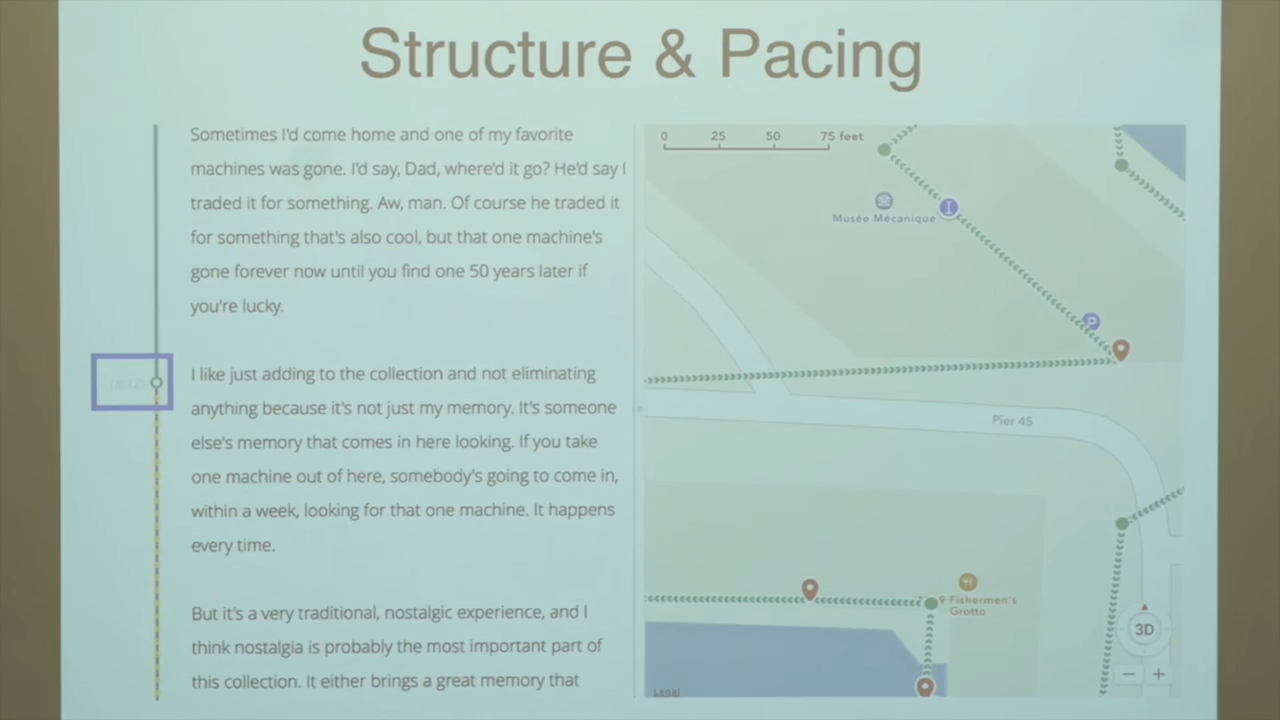 Structure & Pacing
Sometimes I'd come home and one of my favorite
machines was gone. I'd say, Dad, where'd it go? He'd say I
traded it for something. Aw, man. Of course he traded it
for something that's also cool, but that one machine's
gone forever now until you find one 50 years later if
you're lucky.
I like just adding to the collection and not eliminating
anything because it's not just my memory. It's someone
else's memory that comes in here looking. If you take
one machine out of here, somebody's going to come in,
within a week, looking for that one machine. It happens
every time.
But it's a very traditional, nostalgic experience, and I
think nostalgia is probably the most important part of
this collection. It either brings a great memory that
0 25 50 75 feet
Musée Mécanique
I
P
Pier 45
9 Fishermen's
Grotto
3D
− +
Legal